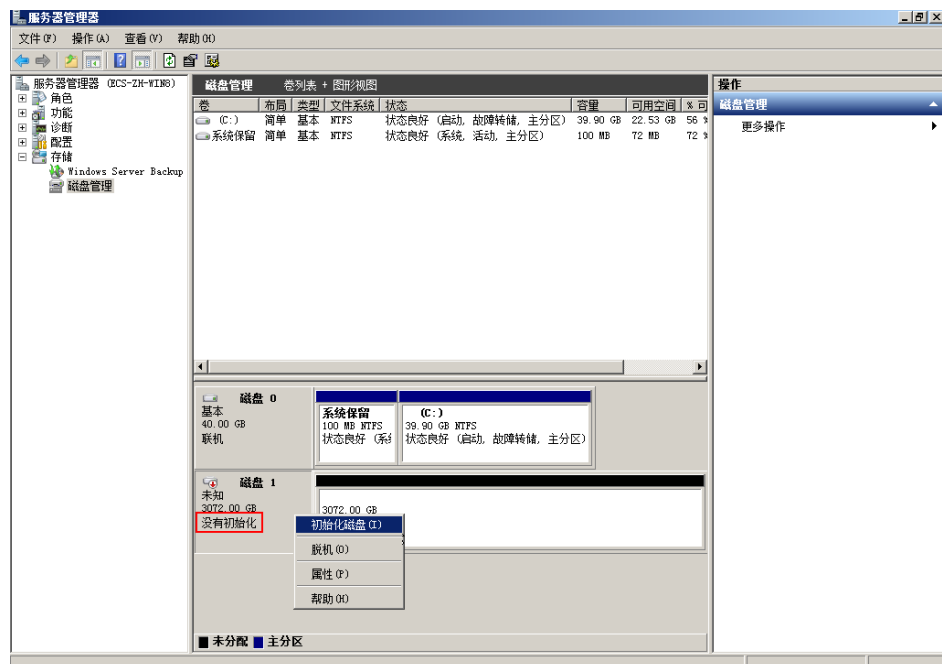 服务器管理器
文件(F) 操作(A) 查看(V) 帮助(H)
服务器管理器 (ECS-ZH-WIN8)
角色
功能
诊断
配置
存储
Windows Server Backup
磁盘管理
磁盘管理 卷列表 + 图形视图
卷 布局 类型 文件系统 状态 容量 可用空间 % 可
(C:) 简单 基本 NTFS 状态良好 (启动, 故障转储, 主分区) 39.90 GB 22.53 GB 56 %
系统保留 简单 基本 NTFS 状态良好 (系统, 活动, 主分区) 100 MB 72 MB 72 %
操作
磁盘管理
更多操作
磁盘 0
基本
40.00 GB
联机
系统保留
100 MB NTFS
状态良好 (系
(C:)
39.90 GB NTFS
状态良好 (启动, 故障转储, 主分区)
磁盘 1
未知
3072.00 GB
没有初始化
3072.00 GB
初始化磁盘(I)
脱机(O)
属性(P)
帮助(H)
未分配 主分区